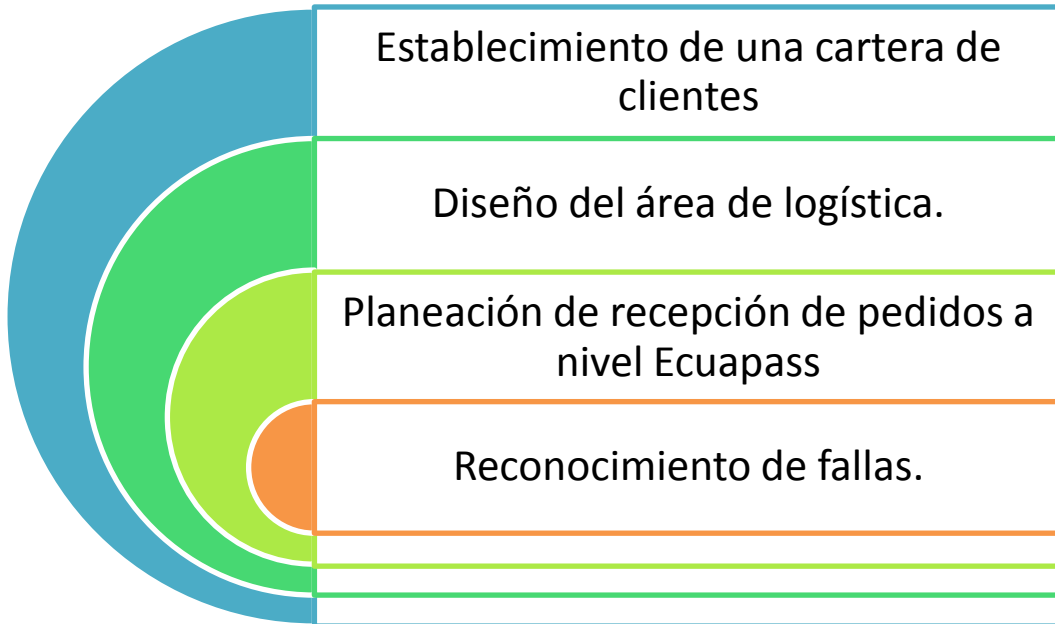 Establecimiento de una cartera de
clientes
Diseño del área de logística.
Planeación de recepción de pedidos a
nivel Ecuapass
Reconocimiento de fallas.